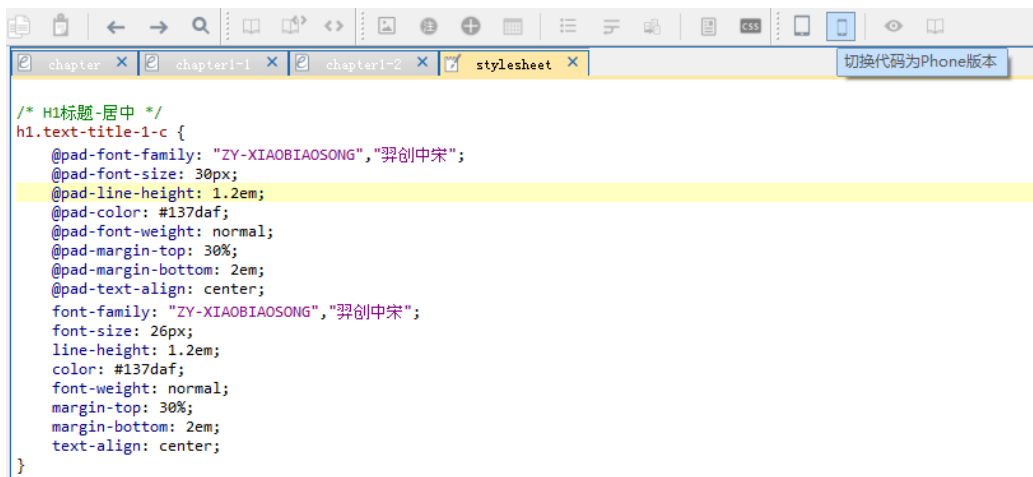 注
CSS
chapter
chapter1-1
chapter1-2
stylesheet
切换代码为Phone版本
/* H1标题-居中 */
h1.text-title-1-c {
@pad-font-family: "ZY-XIAOBIAOSONG","羿创中宋";
@pad-font-size: 30px;
@pad-line-height: 1.2em;
@pad-color: #137daf;
@pad-font-weight: normal;
@pad-margin-top: 30%;
@pad-margin-bottom: 2em;
@pad-text-align: center;
font-family: "ZY-XIAOBIAOSONG","羿创中宋";
font-size: 26px;
line-height: 1.2em;
color: #137daf;
font-weight: normal;
margin-top: 30%;
margin-bottom: 2em;
text-align: center;
}